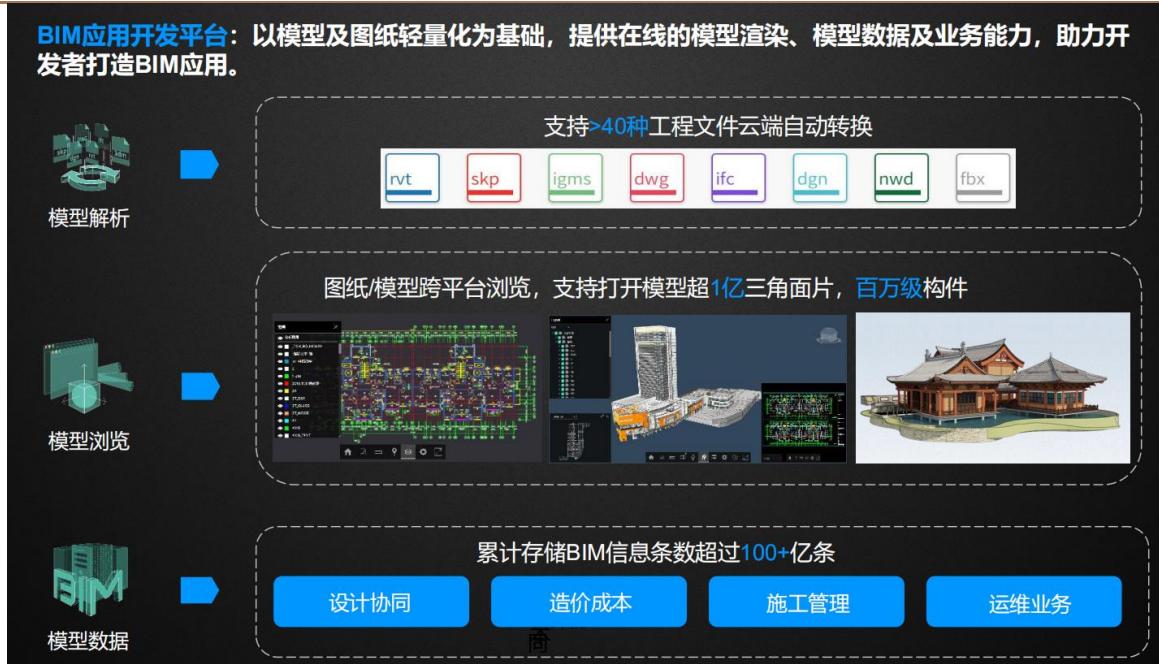 BIM应用开发平台：以模型及图纸轻量化为基础，提供在线的模型渲染、模型数据及业务能力，助力开
发者打造BIM应用。
支持>40种工程文件云端自动转换
rvt skp igms dwg ifc dgn nwd fbx
模型解析
图纸/模型跨平台浏览，支持打开模型超1亿三角面片，百万级构件
模型浏览
累计存储BIM信息条数超过100+亿条
设计协同 造价成本 施工管理 运维业务
模型数据
商